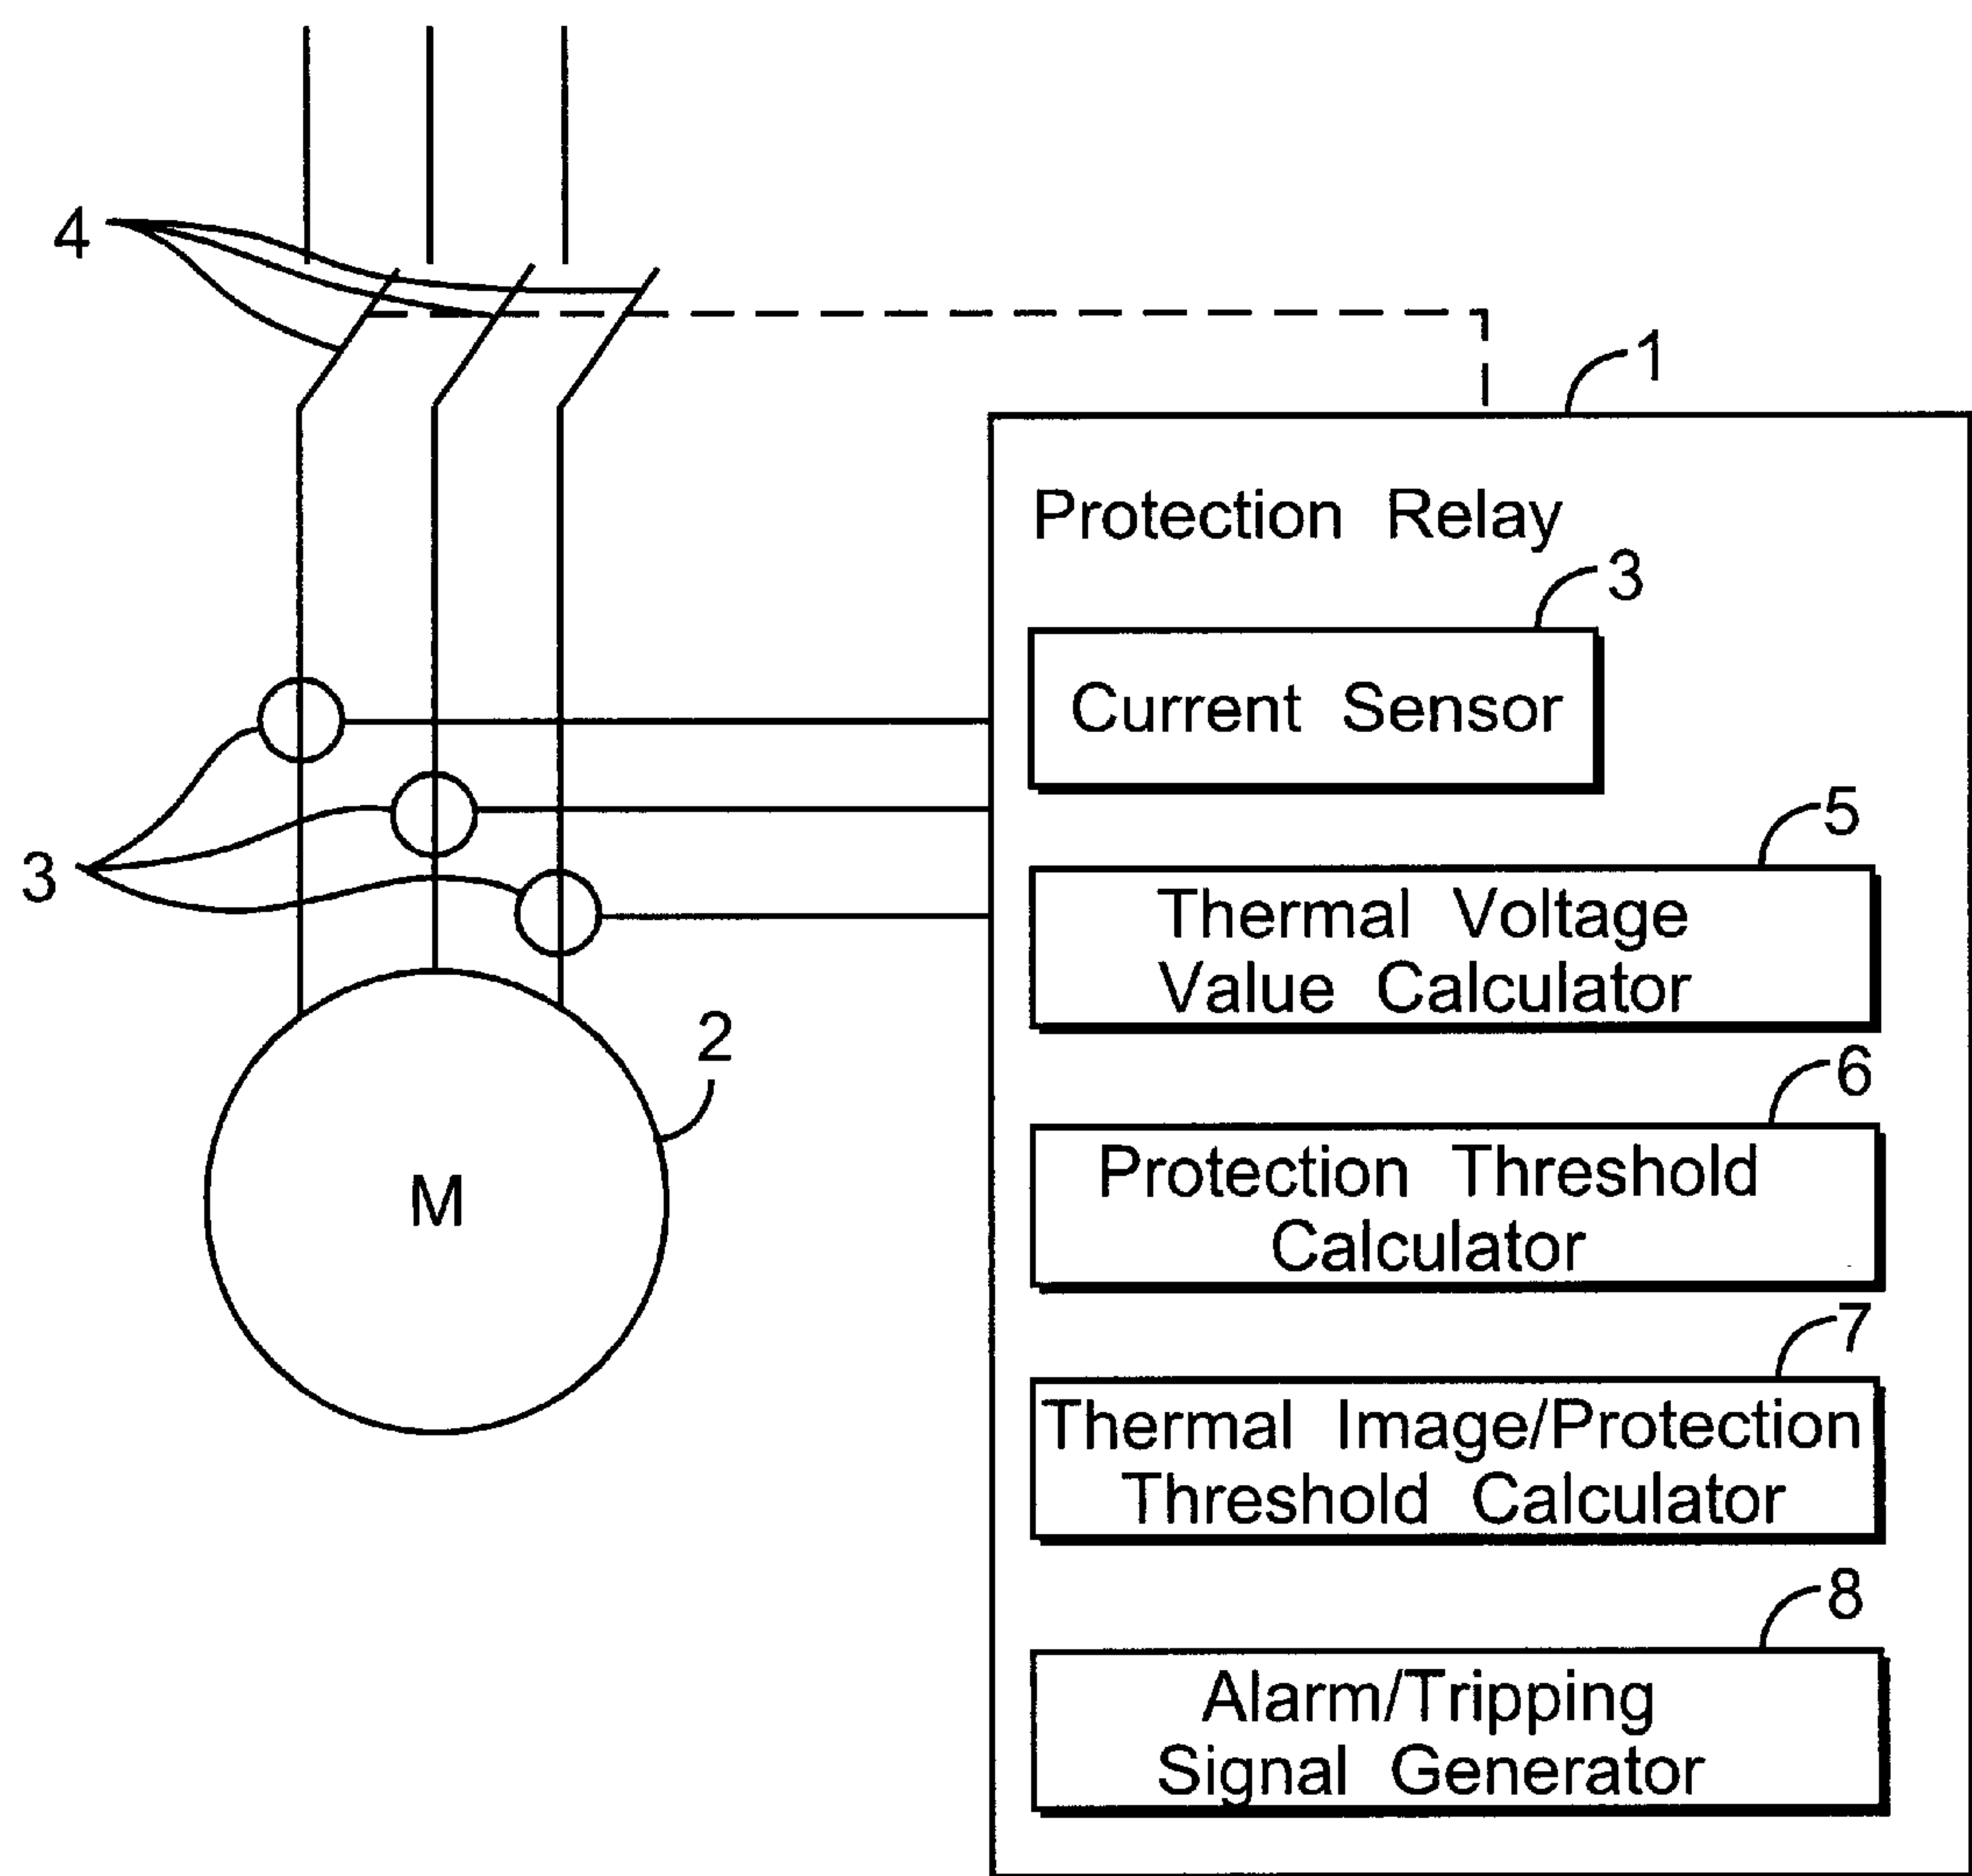 4
1
Protection Relay
3
Current Sensor
5
3
Thermal Voltage
Value Calculator
2
6
M
Protection Threshold
Calculator
7
Thermal Image/Protection
Threshold Calculator
8
Alarm/Tripping
Signal Generator